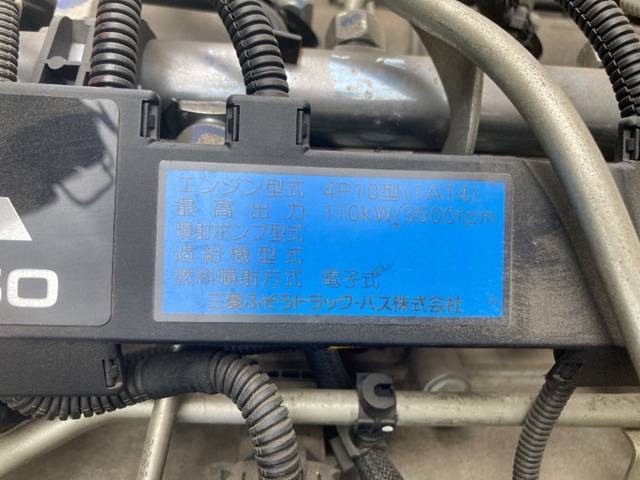 エンジン型式 4P10型(1AT4)
最高出力 110kW/3500rpm
噴射ポンプ型式
過給機型式
燃料噴射方式 電子式
三菱ふそうトラック・バス株式会社